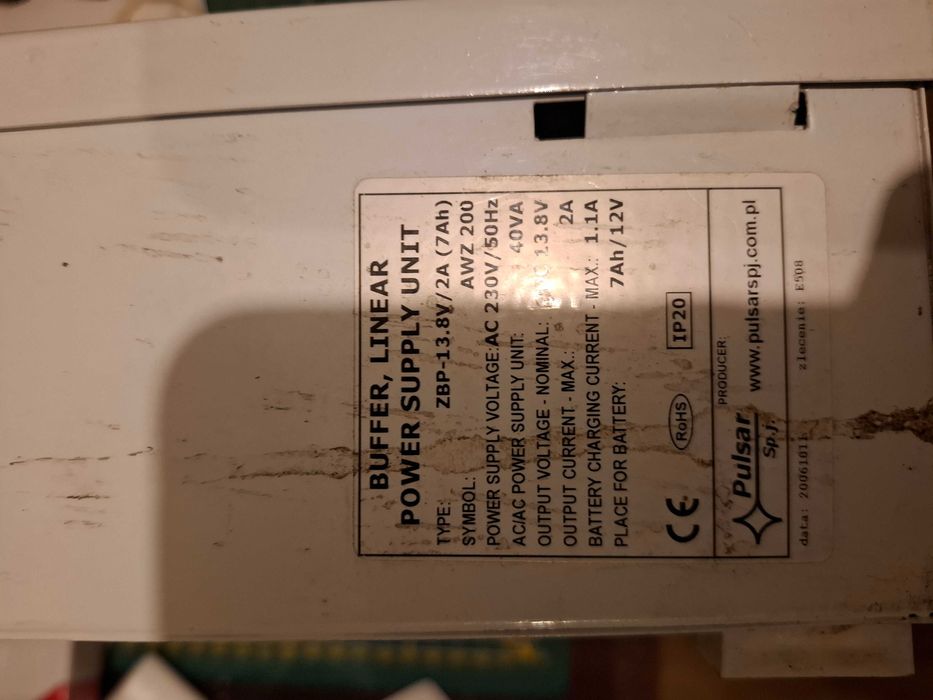 BUFFER, LINEAR
POWER SUPPLY UNIT
TYPE: ZBP-13.8V/2A (7Ah)
SYMBOL: AWZ 200
POWER SUPPLY VOLTAGE: AC 230V/50Hz
AC/AC POWER SUPPLY UNIT: 40VA
OUTPUT VOLTAGE - NOMINAL: 13.8V
OUTPUT CURRENT - MAX.: 2A
BATTERY CHARGING CURRENT - MAX.: 1.1A
PLACE FOR BATTERY: 7Ah/12V
CE RoHS IP20
PRODUCER:
Pulsar Sp.j. www.pulsarspj.com.pl
data: zlecenie: E508